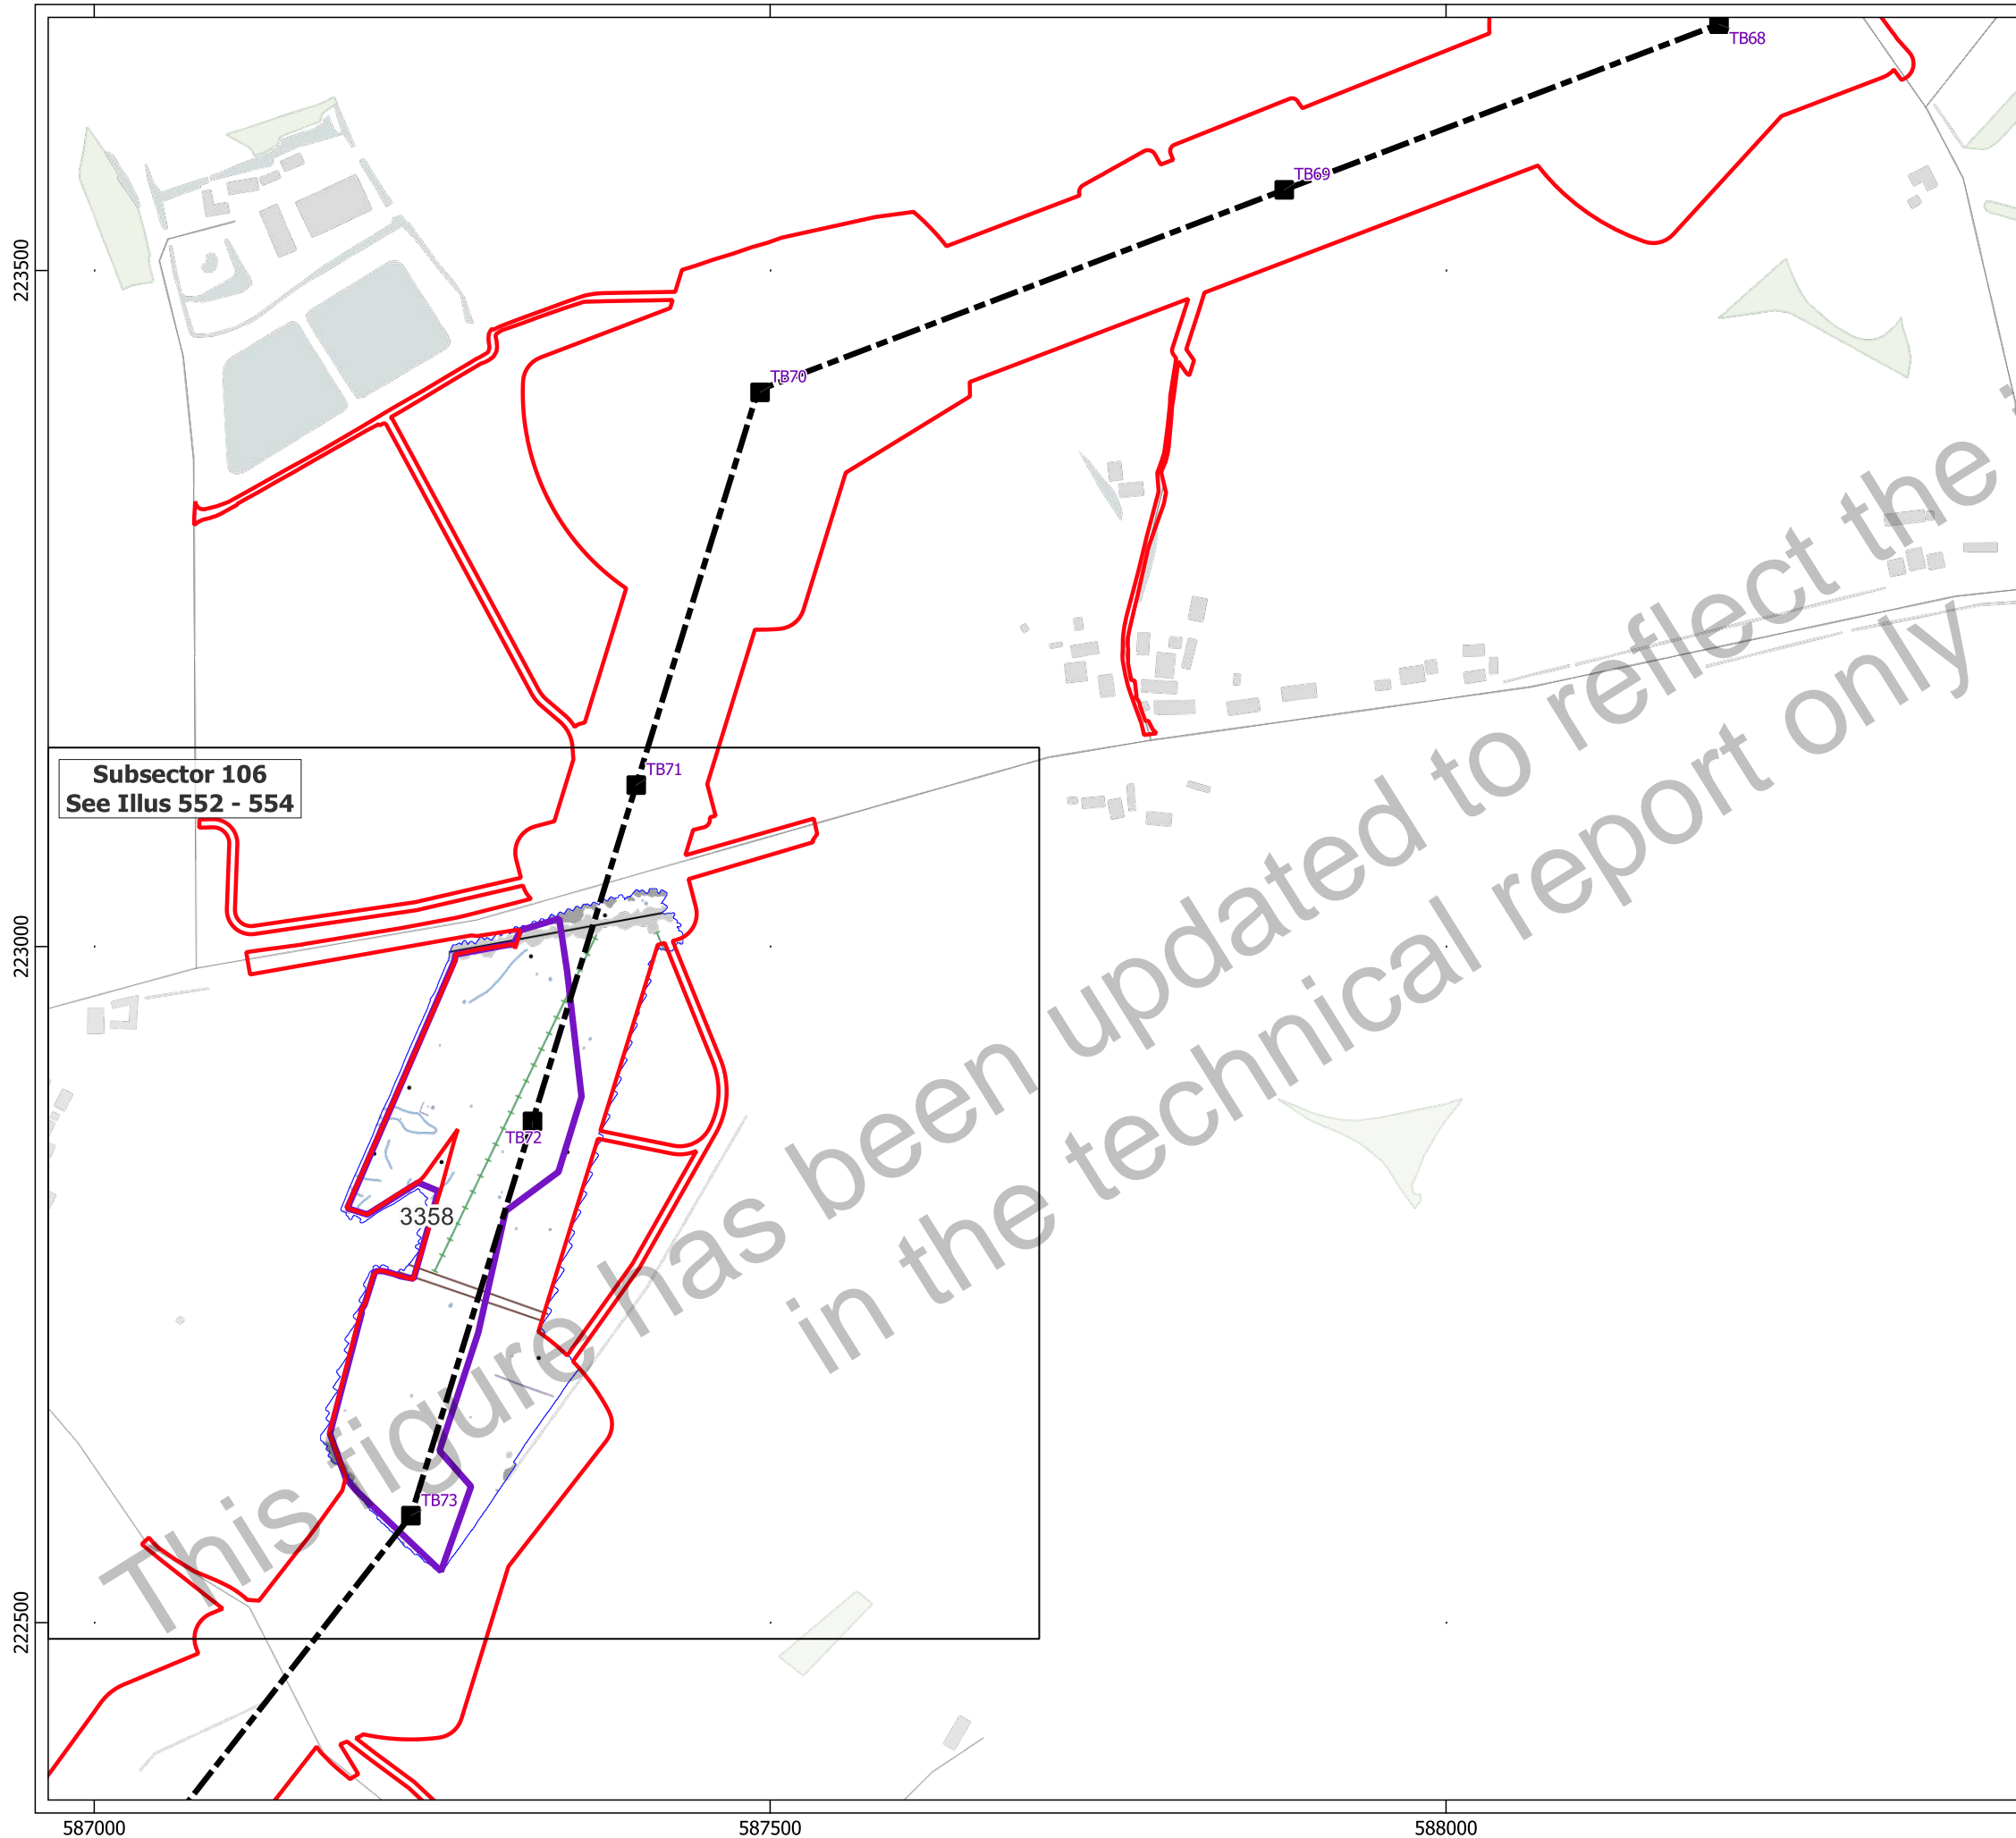 TB68
TB69
223500
TB70
Subsector 106
See Illus 552 - 554
TB71
223000
TB72
3358
TB73
222500
This figure has been updated to reflect the
in the technical report only
587000
587500
588000